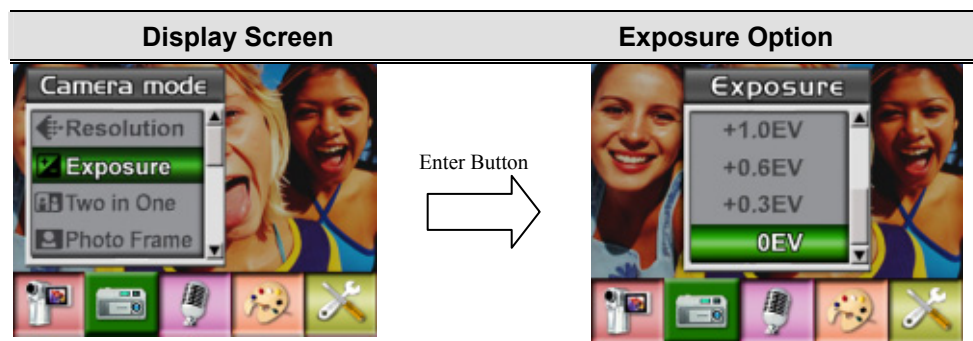 Display Screen
Exposure Option
Camera mode
Resolution
Exposure
Two in One
Photo Frame
Enter Button
Exposure
+1.0EV
+0.6EV
+0.3EV
0EV